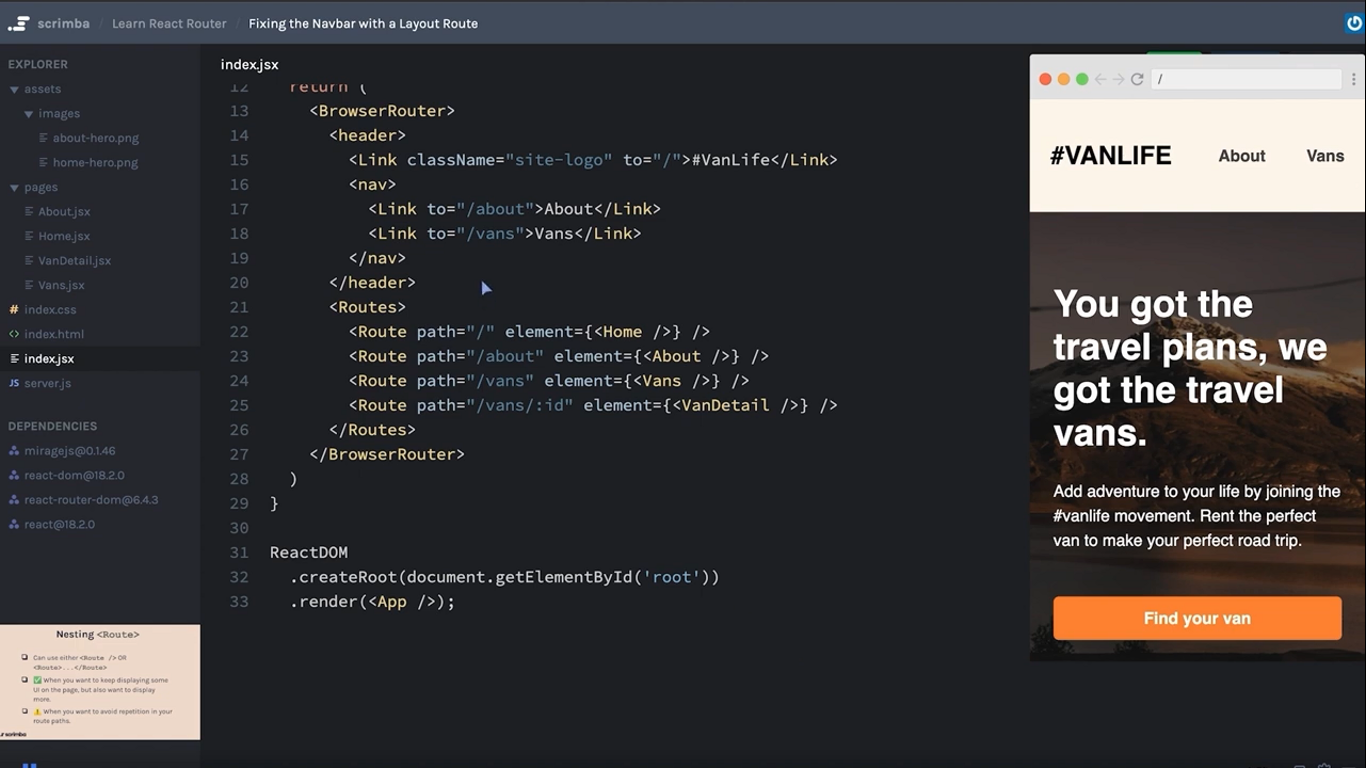 scrimba / Learn React Router / Fixing the Navbar with a Layout Route
EXPLORER
assets
images
about-hero.png
home-hero.png
pages
About.jsx
Home.jsx
VanDetail.jsx
Vans.jsx
# index.css
<> index.html
index.jsx
JS server.js
DEPENDENCIES
miragejs@0.1.46
react-dom@18.2.0
react-router-dom@6.4.3
react@18.2.0
Nesting <Route>
Can use either <Route /> OR
<Route>...</Route>
✅ When you want to keep displaying some
UI on the page, but also want to display
more.
⚠️ When you want to avoid repetition in your
route paths.
scrimba
index.jsx
12 return (
13 <BrowserRouter>
14 <header>
15 <Link className="site-logo" to="/">#VanLife</Link>
16 <nav>
17 <Link to="/about">About</Link>
18 <Link to="/vans">Vans</Link>
19 </nav>
20 </header>
21 <Routes>
22 <Route path="/" element={<Home />} />
23 <Route path="/about" element={<About />} />
24 <Route path="/vans" element={<Vans />} />
25 <Route path="/vans/:id" element={<VanDetail />} />
26 </Routes>
27 </BrowserRouter>
28 )
29 }
30
31 ReactDOM
32 .createRoot(document.getElementById('root'))
33 .render(<App />);
/
#VANLIFE About Vans
You got the
travel plans, we
got the travel
vans.
Add adventure to your life by joining the
#vanlife movement. Rent the perfect
van to make your perfect road trip.
Find your van